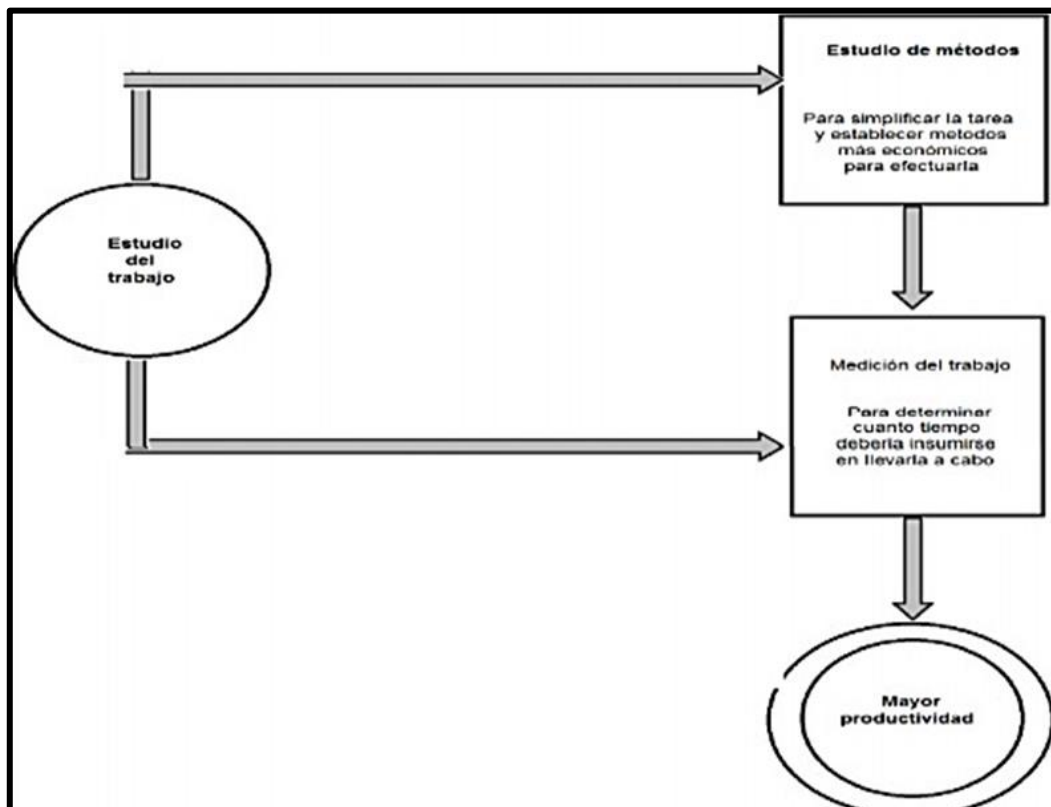 Estudio de métodos
Para simplificar la tarea
y establecer metodos
más económicos
para efectuarla
Estudio
del
trabajo
Medición del trabajo
Para determinar
cuanto tiempo
deberia insumirse
en llevarla a cabo
Mayor
productividad